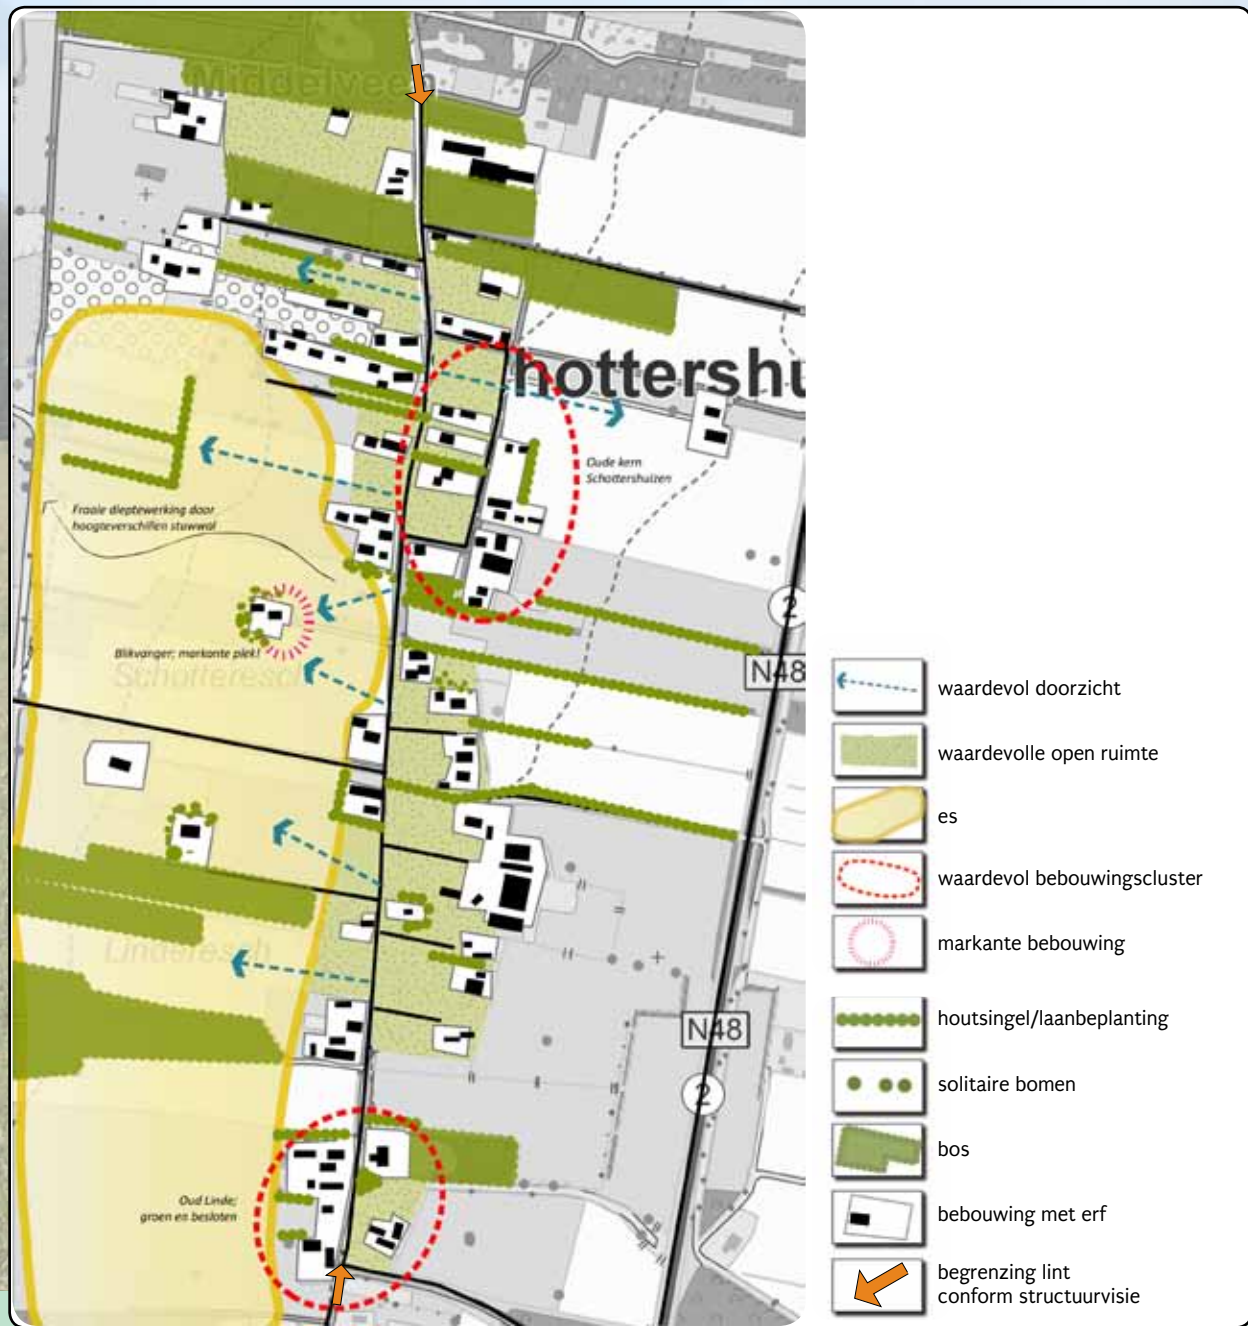 Middelveen
hottershu
Oude kern
Schottershuizen
Fraaie dieptewerking door
hoogteverschillen stuwwal
Blikvanger; markante plek!
Schotteresch
2
N48
Linderesch
N48
2
Oud Linde;
groen en besloten
waardevol doorzicht
waardevolle open ruimte
es
waardevol bebouwingscluster
markante bebouwing
houtsingel/laanbeplanting
solitaire bomen
bos
bebouwing met erf
begrenzing lint
conform structuurvisie